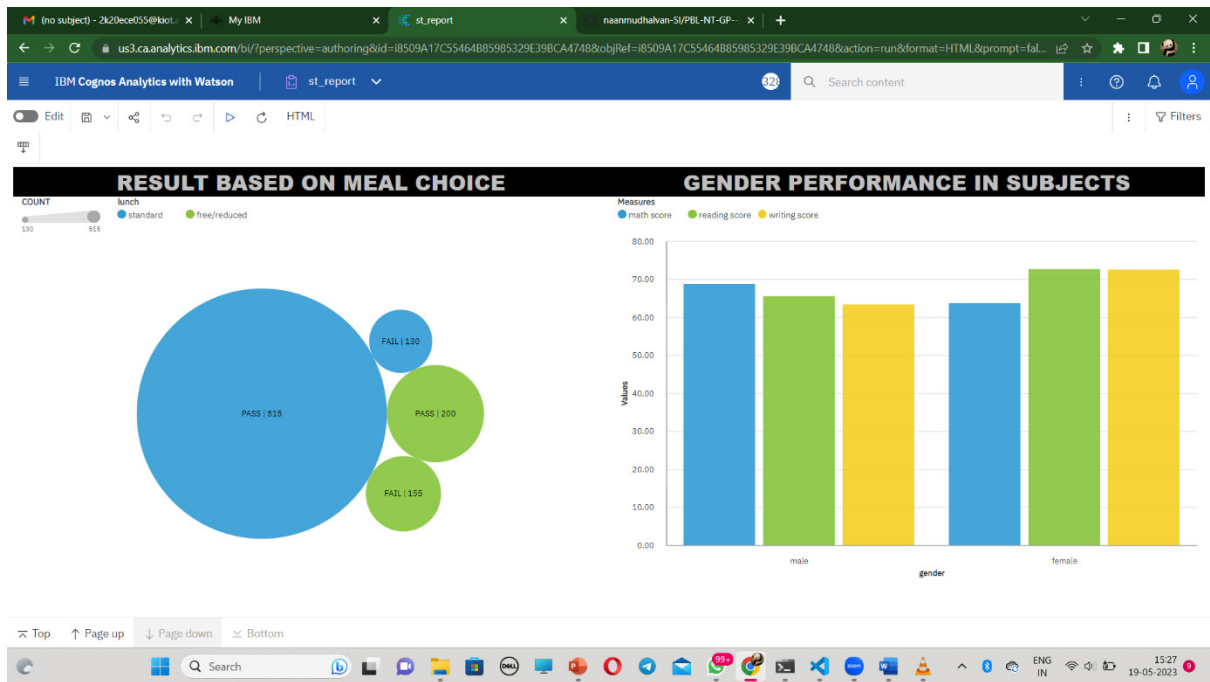 (no subject) - 2k20ece055@kiot.
My IBM
st_report
naanmudhalvan-SI/PBL-NT-GP--
us3.ca.analytics.ibm.com/bi/?perspective=authoring&id=i8509A17C55464B85985329E39BCA4748&objRef=i8509A17C55464B85985329E39BCA4748&action=run&format=HTML&prompt=fal...
IBM Cognos Analytics with Watson
st_report
Search content
Edit
HTML
Filters
RESULT BASED ON MEAL CHOICE
COUNT
130 515
lunch
standard free/reduced
FAIL | 130
PASS | 515
PASS | 200
FAIL | 155
GENDER PERFORMANCE IN SUBJECTS
Measures
math score reading score writing score
80.00
70.00
60.00
50.00
40.00
30.00
20.00
10.00
0.00
Values
male female
gender
Top Page up Page down Bottom
Search
DELL
99+
ENG
IN
15:27
19-05-2023
9